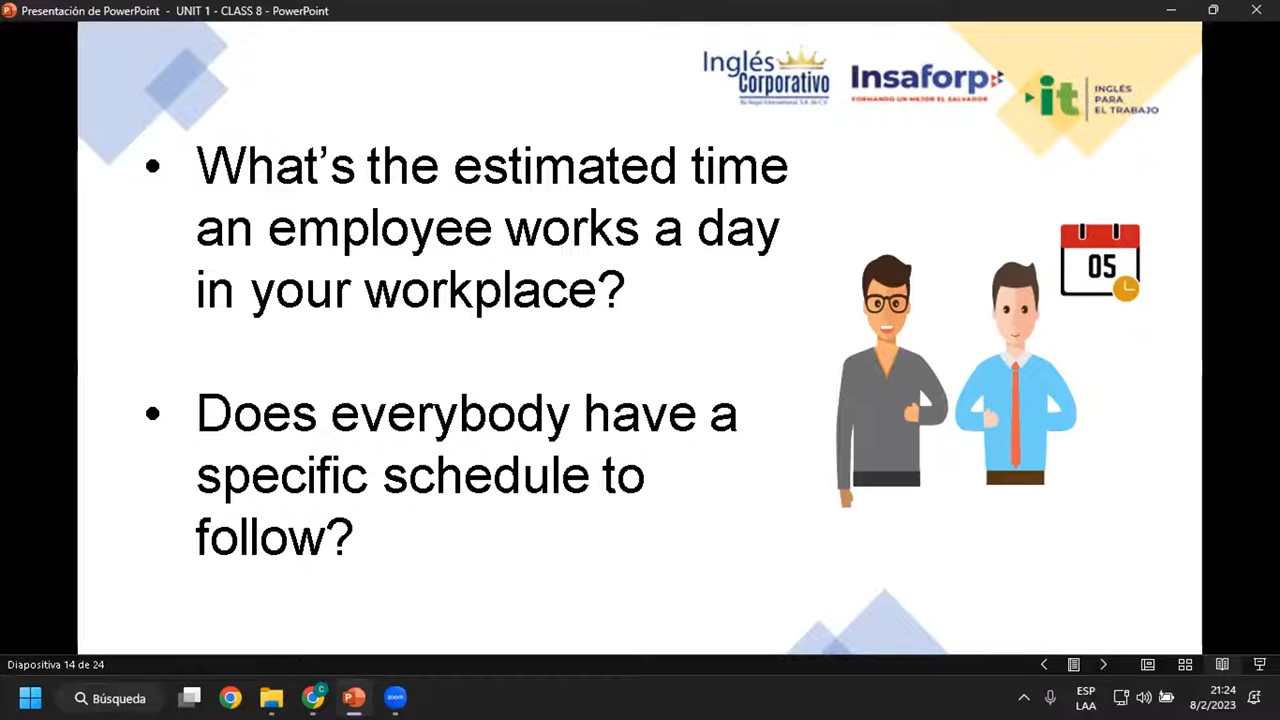 Presentación de PowerPoint - UNIT 1 - CLASS 8 - PowerPoint
Inglés
Corporativo
Insaforp
FORMANDO UN MEJOR EL SALVADOR
it
INGLÉS
PARA
EL TRABAJO
• What’s the estimated time
an employee works a day
in your workplace?
05
• Does everybody have a
specific schedule to
follow?
Diapositiva 14 de 24
Búsqueda
C
zoom
ESP
LAA
21:24
8/2/2023